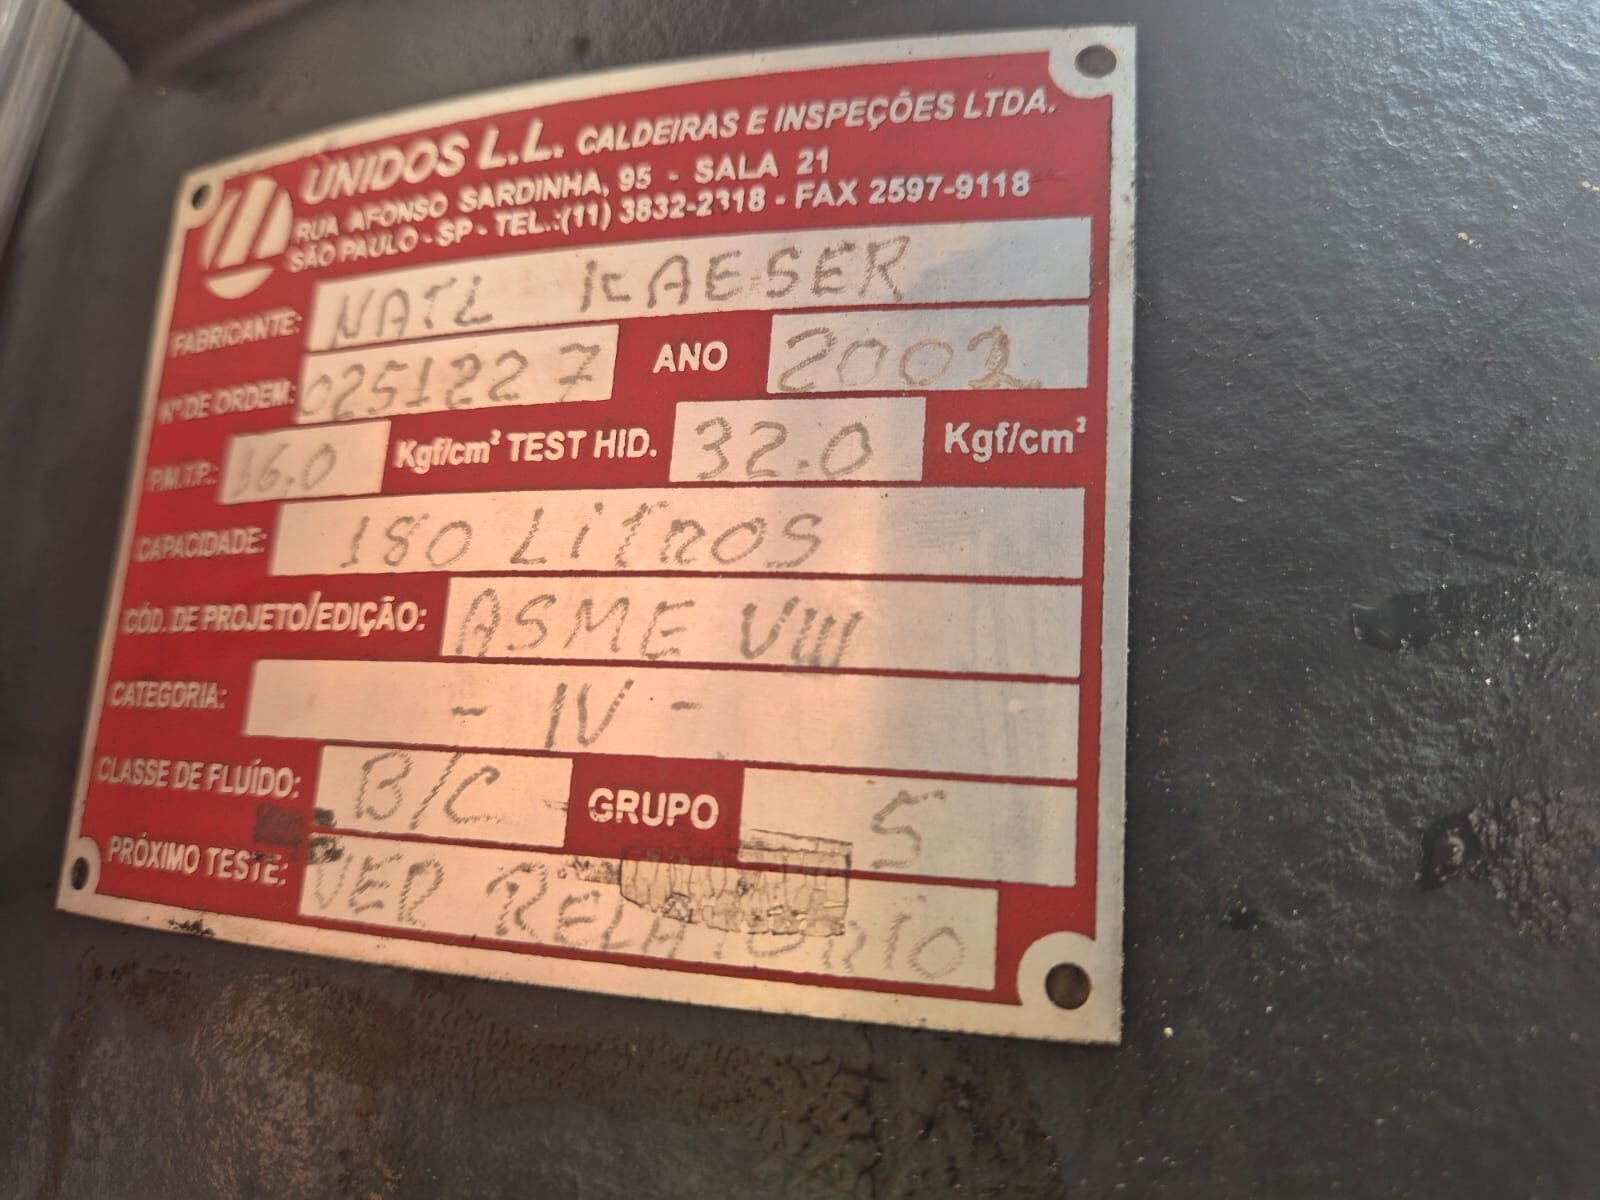 UNIDOS L.L. CALDEIRAS E INSPEÇÕES LTDA.
RUA AFONSO SARDINHA, 95 - SALA 21
SÃO PAULO - SP - TEL.:(11) 3832-2318 - FAX 2597-9118
FABRICANTE: NATL KAESER
Nº DE ORDEM: 0251227 ANO 2002
P.M.T.P.: 16.0 Kgf/cm² TEST HID. 32.0 Kgf/cm²
CAPACIDADE: 180 LITROS
CÓD. DE PROJETO/EDIÇÃO: ASME VIII
CATEGORIA: - IV -
CLASSE DE FLUÍDO: B/C GRUPO 5
PRÓXIMO TESTE: VER RELATORIO